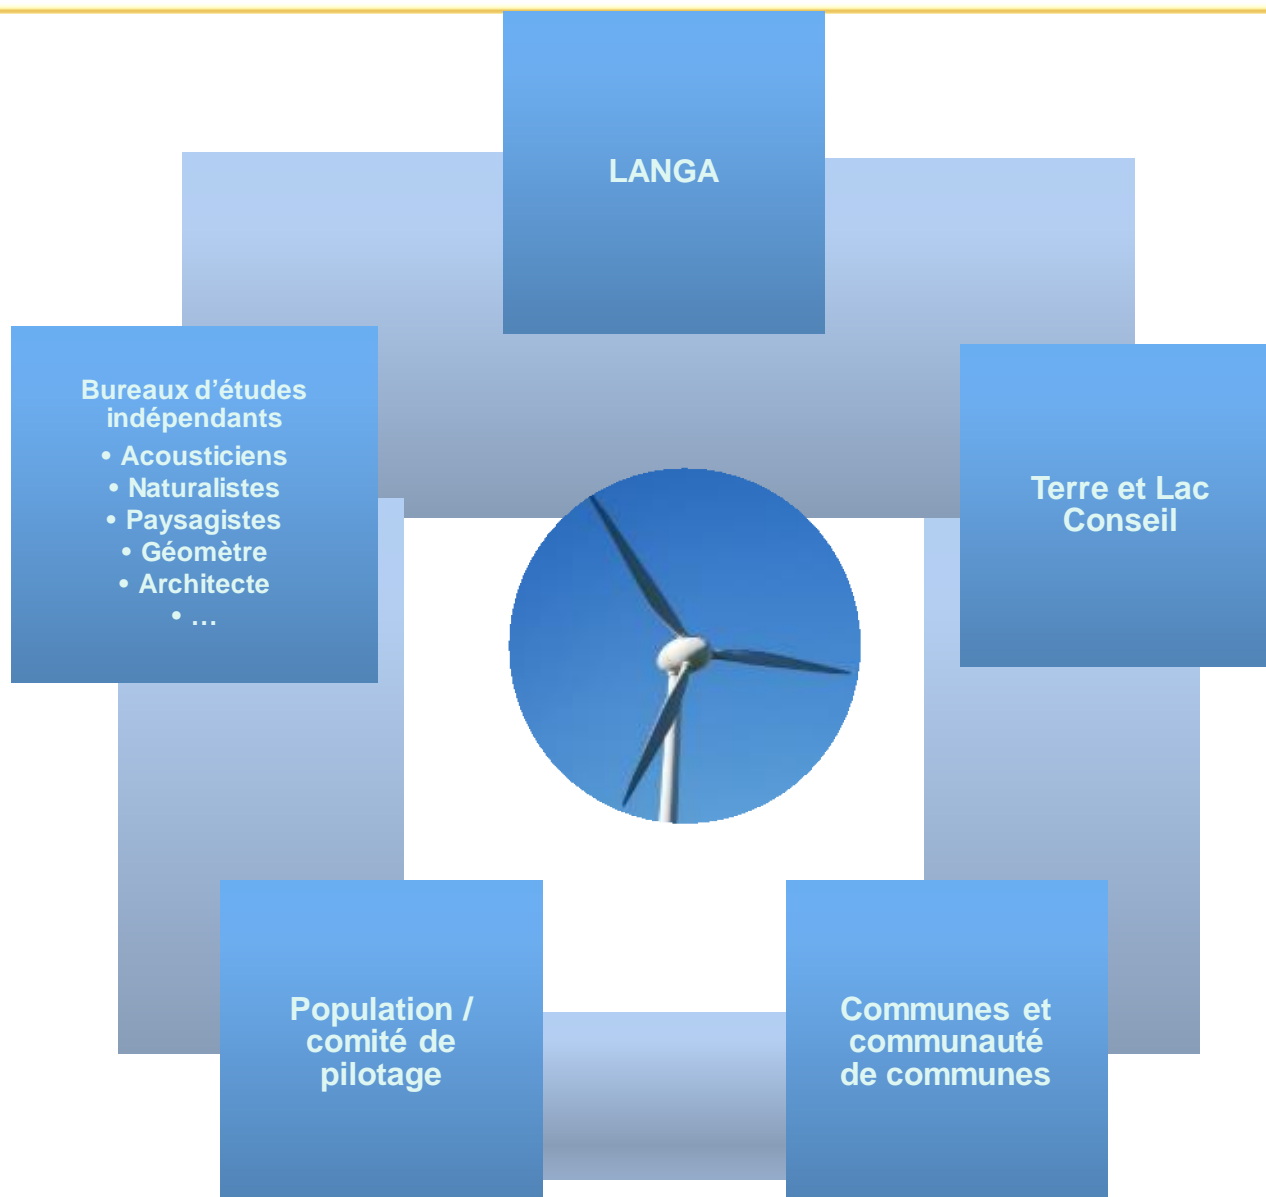 LANGA
Bureaux d’études
indépendants
• Acousticiens
• Naturalistes
• Paysagistes
• Géomètre
• Architecte
• …
Terre et Lac
Conseil
Population /
comité de
pilotage
Communes et
communauté
de communes